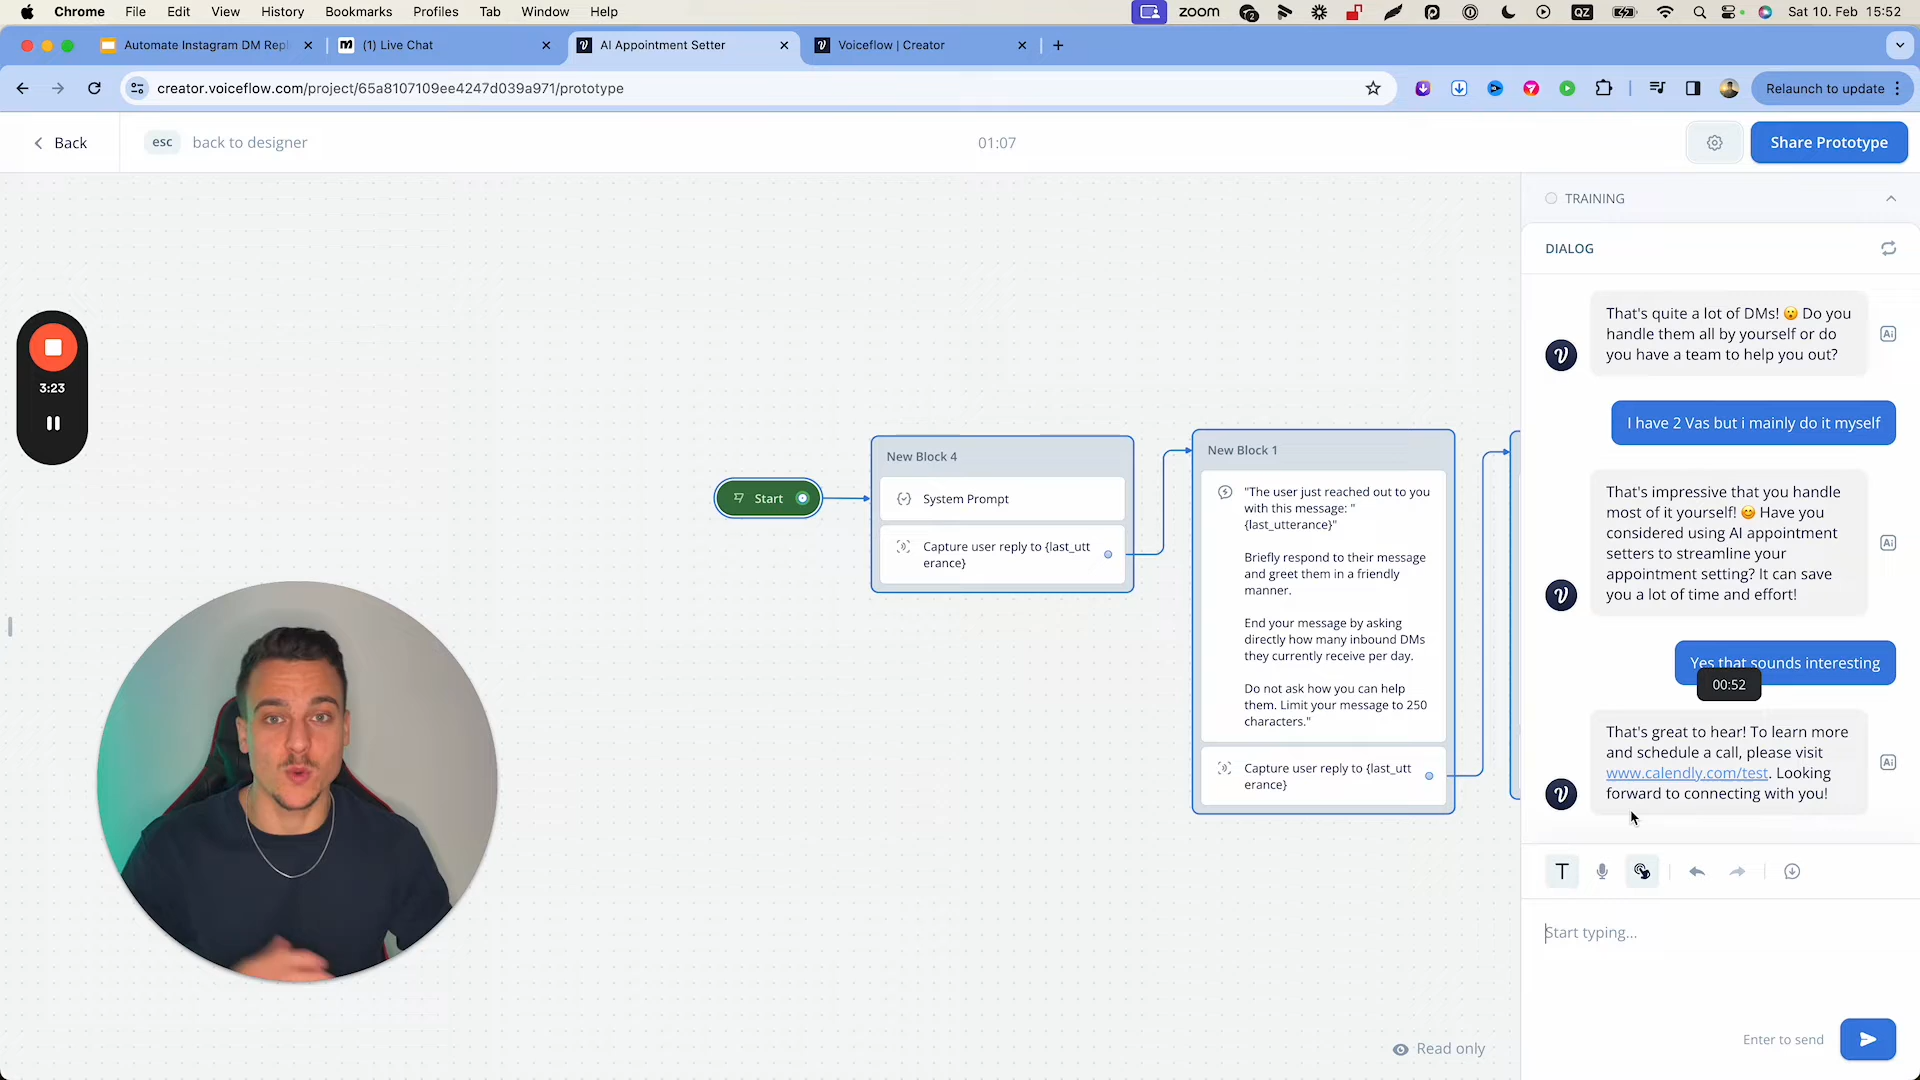 Chrome File Edit View History Bookmarks Profiles Tab Window Help zoom QZ Sat 10. Feb 15:52
Automate Instagram DM Repl (1) Live Chat AI Appointment Setter Voiceflow | Creator
creator.voiceflow.com/project/65a8107109ee4247d039a971/prototype Relaunch to update
Back esc back to designer 01:07 Share Prototype
TRAINING
DIALOG
That's quite a lot of DMs! 😮 Do you
handle them all by yourself or do
you have a team to help you out?
Ai
I have 2 Vas but i mainly do it myself
That's impressive that you handle
most of it yourself! 😊 Have you
considered using AI appointment
setters to streamline your
appointment setting? It can save
you a lot of time and effort!
Ai
Yes that sounds interesting
00:52
That's great to hear! To learn more
and schedule a call, please visit
www.calendly.com/test. Looking
forward to connecting with you!
Ai
T
Start typing...
Enter to send
3:23
Start
New Block 4
System Prompt
Capture user reply to {last_utt
erance}
New Block 1
"The user just reached out to you
with this message: "
{last_utterance}"
Briefly respond to their message
and greet them in a friendly
manner.
End your message by asking
directly how many inbound DMs
they currently receive per day.
Do not ask how you can help
them. Limit your message to 250
characters."
Capture user reply to {last_utt
erance}
Read only